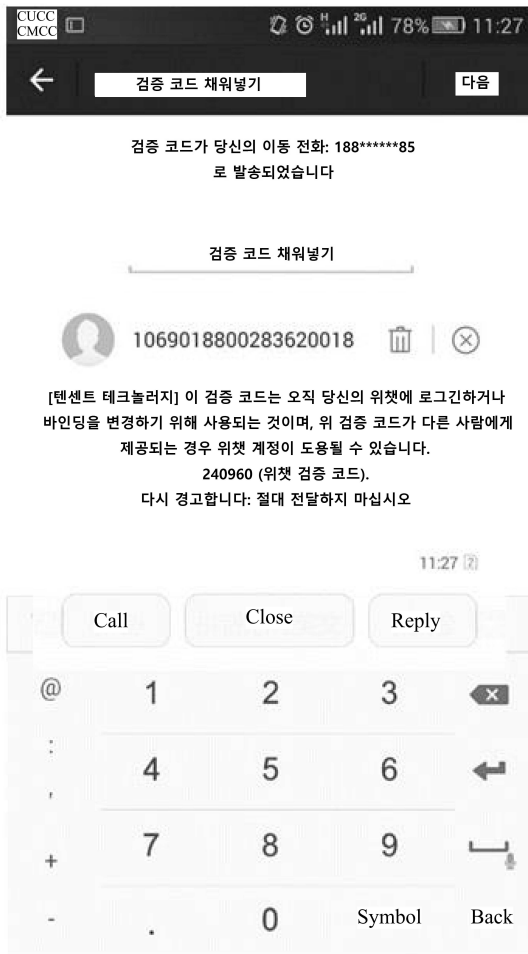 CUCC
CMCC
H 2G 78% 11:27
검증 코드 채워넣기
다음
검증 코드가 당신의 이동 전화: 188******85
로 발송되었습니다
검증 코드 채워넣기
1069018800283620018
[텐센트 테크놀러지] 이 검증 코드는 오직 당신의 위챗에 로그긴하거나
바인딩을 변경하기 위해 사용되는 것이며, 위 검증 코드가 다른 사람에게
제공되는 경우 위챗 계정이 도용될 수 있습니다.
240960 (위챗 검증 코드).
다시 경고합니다: 절대 전달하지 마십시오
11:27 2
Call Close Reply
@ 1 2 3
: 4 5 6
,
+ 7 8 9
- . 0 Symbol Back